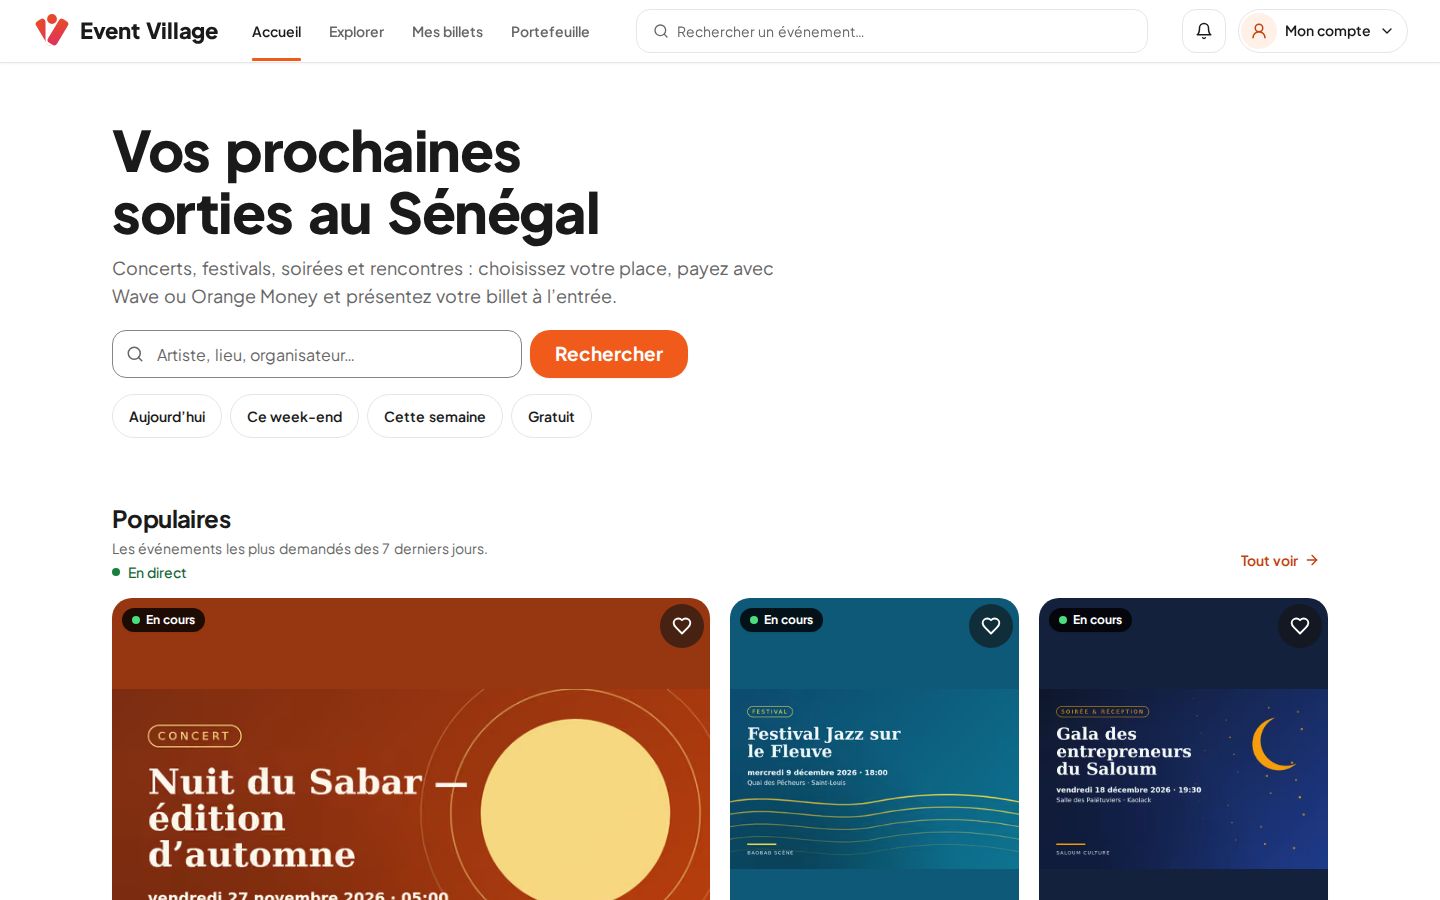 Event Village
Accueil
Explorer
Mes billets
Portefeuille
Rechercher un événement…
Mon compte
Vos prochaines
sorties au Sénégal
Concerts, festivals, soirées et rencontres : choisissez votre place, payez avec
Wave ou Orange Money et présentez votre billet à l’entrée.
Artiste, lieu, organisateur…
Rechercher
Aujourd’hui
Ce week-end
Cette semaine
Gratuit
Populaires
Les événements les plus demandés des 7 derniers jours.
En direct
Tout voir
En cours
CONCERT
Nuit du Sabar —
édition
d’automne
vendredi 27 novembre 2026 · 05:00
En cours
FESTIVAL
Festival Jazz sur
le Fleuve
mercredi 9 décembre 2026 · 18:00
Quai des Pêcheurs · Saint-Louis
BAOBAB SCÈNE
En cours
SOIRÉE & RÉCEPTION
Gala des
entrepreneurs
du Saloum
vendredi 18 décembre 2026 · 19:30
Salle des Palétuviers · Kaolack
SALOUM CULTURE